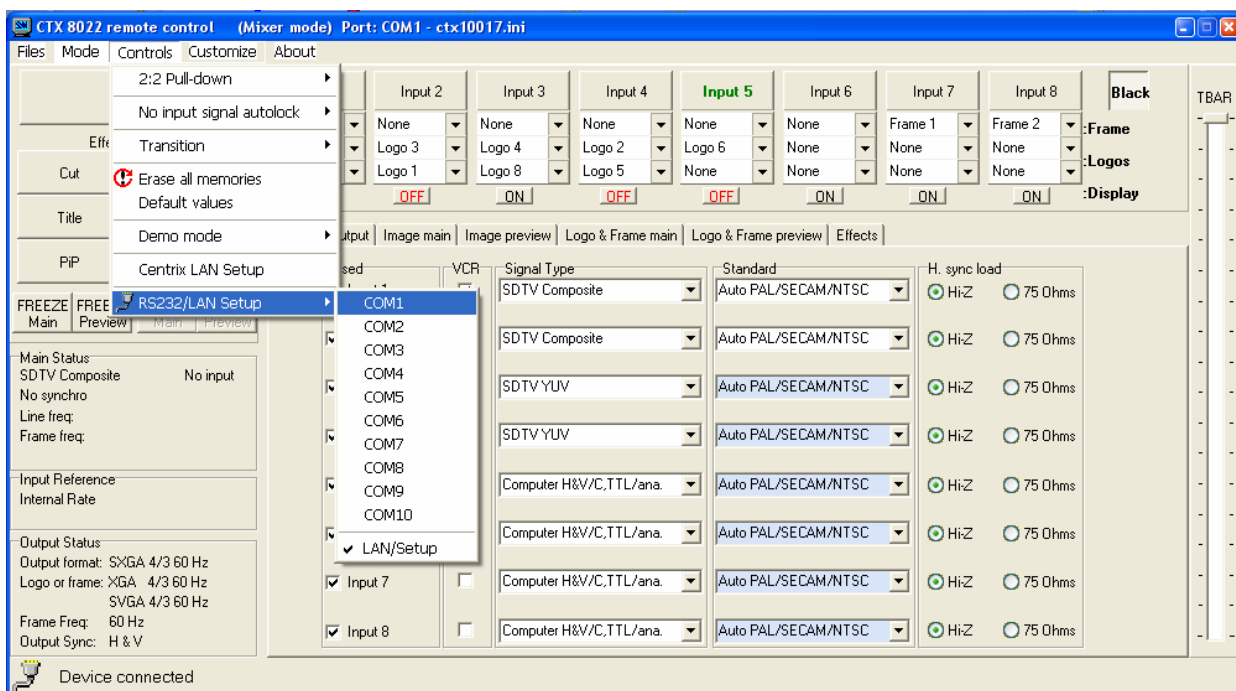 CTX 8022 remote control (Mixer mode) Port: COM1 - ctx10017.ini
Files Mode Controls Customize About
2:2 Pull-down
No input signal autolock
Transition
Erase all memories
Default values
Demo mode
Centrix LAN Setup
RS232/LAN Setup
COM1
COM2
COM3
COM4
COM5
COM6
COM7
COM8
COM9
COM10
LAN/Setup
Input 2 Input 3 Input 4 Input 5 Input 6 Input 7 Input 8 Black
None None None None None Frame 1 Frame 2 :Frame
Logo 3 Logo 4 Logo 2 Logo 6 None None None :Logos
Logo 1 Logo 8 Logo 5 None None None None
OFF ON OFF OFF ON ON ON :Display
TBAR
Effe
Cut
Title
PiP
FREEZE FREE
Main Preview Main Preview
utput Image main Image preview Logo & Frame main Logo & Frame preview Effects
sed VCR Signal Type Standard H. sync load
SDTV Composite Auto PAL/SECAM/NTSC Hi-Z 75 Ohms
SDTV Composite Auto PAL/SECAM/NTSC Hi-Z 75 Ohms
SDTV YUV Auto PAL/SECAM/NTSC Hi-Z 75 Ohms
SDTV YUV Auto PAL/SECAM/NTSC Hi-Z 75 Ohms
Computer H&V/C,TTL/ana. Auto PAL/SECAM/NTSC Hi-Z 75 Ohms
Computer H&V/C,TTL/ana. Auto PAL/SECAM/NTSC Hi-Z 75 Ohms
Input 7 Computer H&V/C,TTL/ana. Auto PAL/SECAM/NTSC Hi-Z 75 Ohms
Input 8 Computer H&V/C,TTL/ana. Auto PAL/SECAM/NTSC Hi-Z 75 Ohms
Main Status
SDTV Composite No input
No synchro
Line freq:
Frame freq:
Input Reference
Internal Rate
Output Status
Output format: SXGA 4/3 60 Hz
Logo or frame: XGA 4/3 60 Hz
SVGA 4/3 60 Hz
Frame Freq: 60 Hz
Output Sync: H & V
Device connected